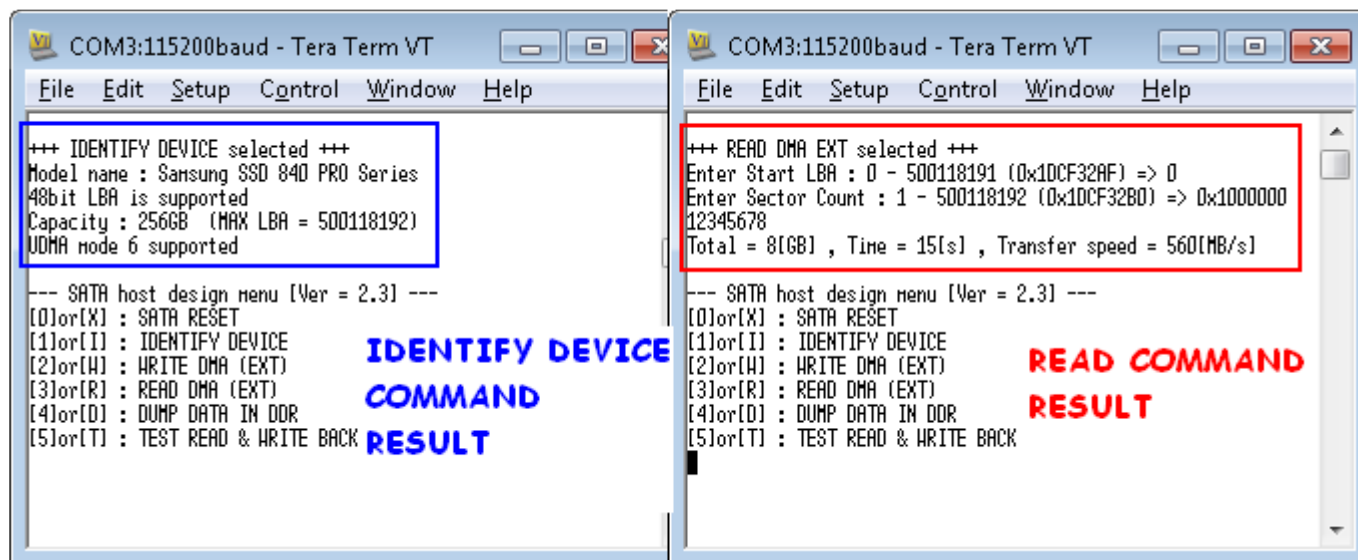 COM3:115200baud - Tera Term VT
File Edit Setup Control Window Help
+++ IDENTIFY DEVICE selected +++
Model name : Samsung SSD 840 PRO Series
48bit LBA is supported
Capacity : 256GB (MAX LBA = 500118192)
UDMA mode 6 supported
--- SATA host design menu [Ver = 2.3] ---
[0]or[X] : SATA RESET
[1]or[I] : IDENTIFY DEVICE
[2]or[W] : WRITE DMA (EXT)
[3]or[R] : READ DMA (EXT)
[4]or[D] : DUMP DATA IN DDR
[5]or[T] : TEST READ & WRITE BACK
IDENTIFY DEVICE
COMMAND
RESULT
COM3:115200baud - Tera Term VT
File Edit Setup Control Window Help
+++ READ DMA EXT selected +++
Enter Start LBA : 0 - 500118191 (0x1DCF32AF) => 0
Enter Sector Count : 1 - 500118192 (0x1DCF32B0) => 0x1000000
12345678
Total = 8[GB] , Time = 15[s] , Transfer speed = 560[MB/s]
--- SATA host design menu [Ver = 2.3] ---
[0]or[X] : SATA RESET
[1]or[I] : IDENTIFY DEVICE
[2]or[W] : WRITE DMA (EXT)
[3]or[R] : READ DMA (EXT)
[4]or[D] : DUMP DATA IN DDR
[5]or[T] : TEST READ & WRITE BACK
READ COMMAND
RESULT